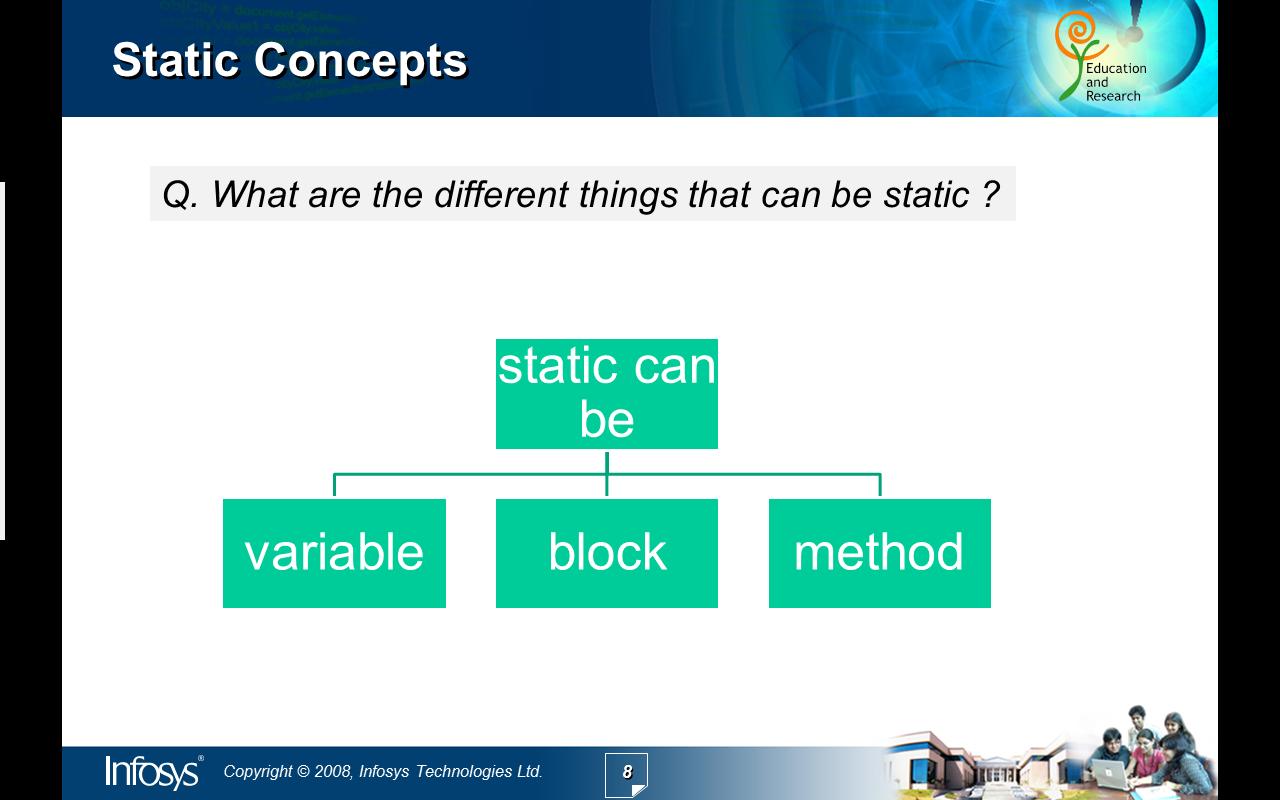 Static Concepts
Education
and
Research
Q. What are the different things that can be static ?
static can
be
variable
block
method
Infosys®
Copyright © 2008, Infosys Technologies Ltd.
8